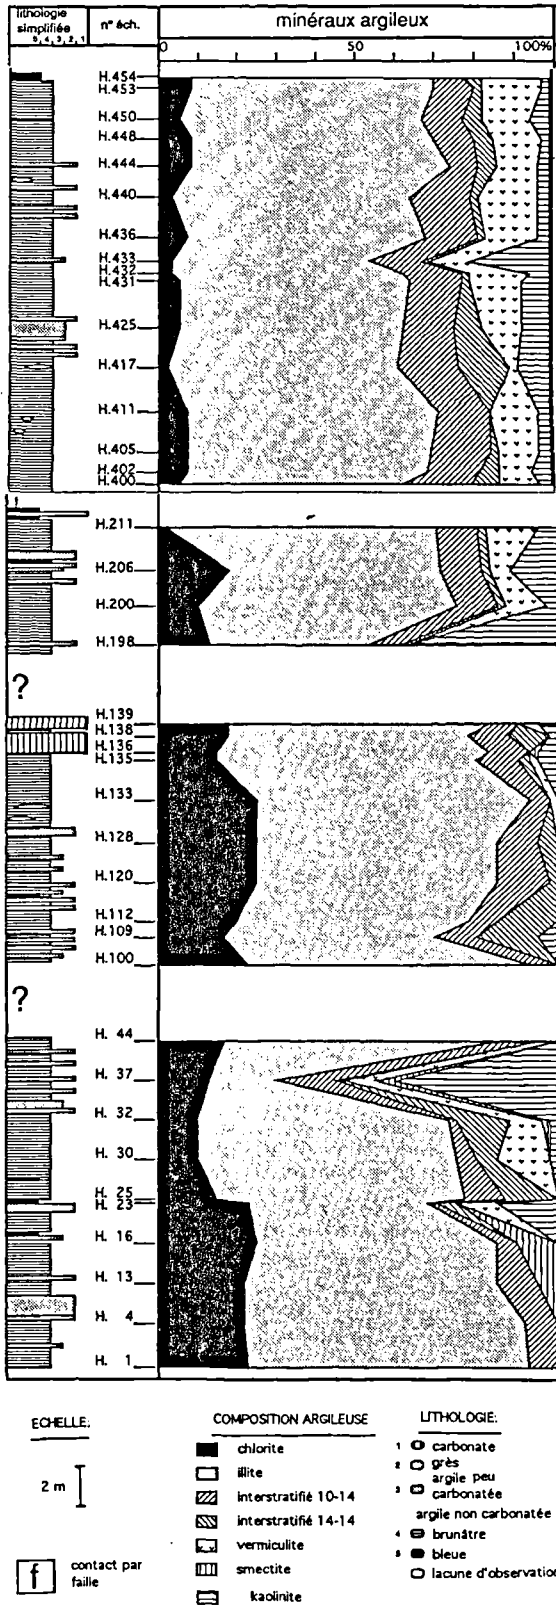 lithologie
simplifiée
5, 4, 3, 2, 1
n° éch.
minéraux argileux
0 50 100%
H.454
H.453
H.450
H.448
H.444
H.440
H.436
H.433
H.432
H.431
H.425
H.417
H.411
H.405
H.402
H.400
H.211
H.206
H.200
H.198
?
H.139
H.138
H.136
H.135
H.133
H.128
H.120
H.112
H.109
H.100
?
H. 44
H. 37
H. 32
H. 30
H. 25
H. 23
H. 16
H. 13
H. 4
H. 1
ECHELLE:
2 m
f contact par
faille
COMPOSITION ARGILEUSE
chlorite
illite
interstratifié 10-14
interstratifié 14-14
vermiculite
smectite
kaolinite
LITHOLOGIE:
1 carbonate
2 grès
argile peu
3 carbonatée
argile non carbonatée
4 brunâtre
5 bleue
lacune d'observation